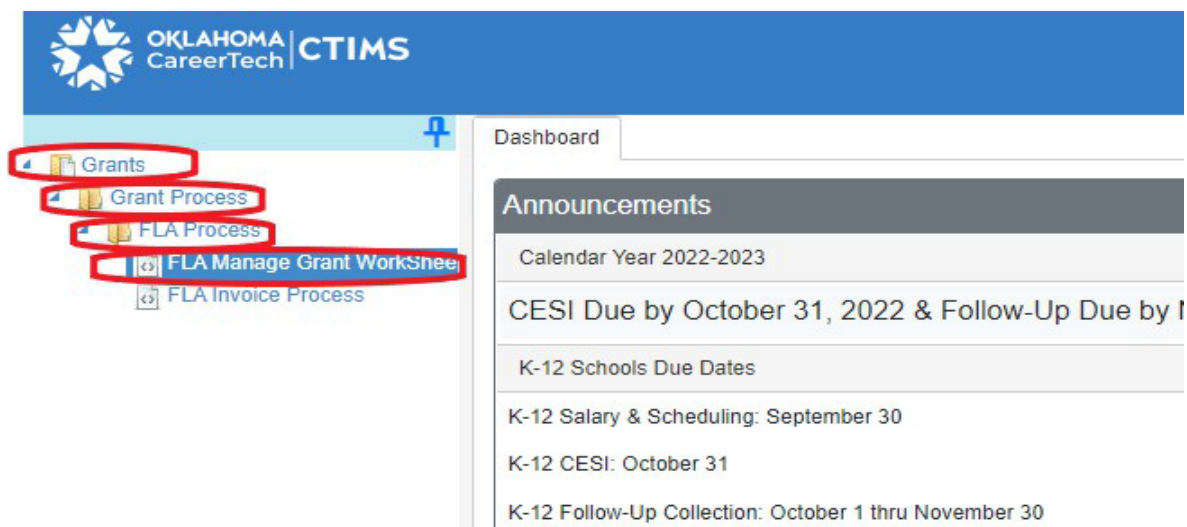 OKLAHOMA
CareerTech CTIMS
Dashboard
Grants
Grant Process
FLA Process
FLA Manage Grant WorkShee
FLA Invoice Process
Announcements
Calendar Year 2022-2023
CESI Due by October 31, 2022 & Follow-Up Due by
K-12 Schools Due Dates
K-12 Salary & Scheduling: September 30
K-12 CESI: October 31
K-12 Follow-Up Collection: October 1 thru November 30